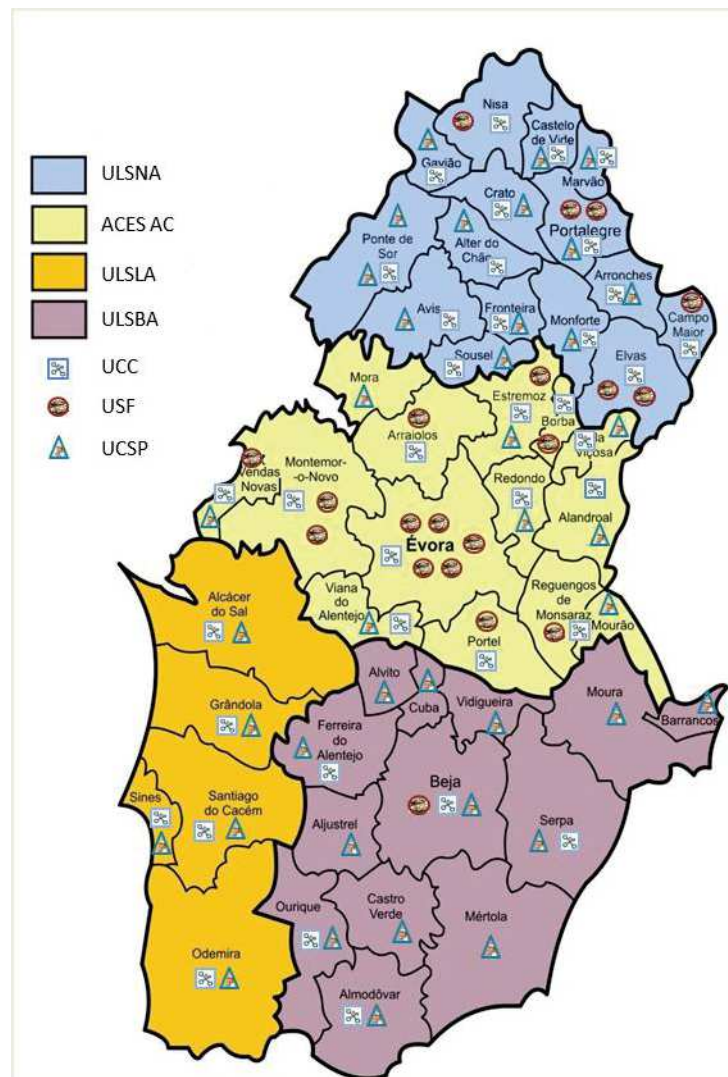 ULSNA
ACES AC
ULSLA
ULSBA
UCC
USF
UCSP
Nisa
Castelo
de Vide
Gavião
Marvão
Crato
Portalegre
Ponte de
Sor
Alter do
Chão
Arronches
Campo
Maior
Avis
Fronteira
Monforte
Elvas
Sousel
Mora
Estremoz
Borba
Arraiolos
Viçosa
Vendas
Novas
Montemor-
-o-Novo
Redondo
Alandroal
Évora
Viana do
Alentejo
Reguengos
de
Monsaraz
Mourão
Portel
Alcácer
do Sal
Alvito
Cuba
Vidigueira
Moura
Barrancos
Grândola
Ferreira
do
Alentejo
Beja
Sines
Santiago
do Cacém
Aljustrel
Serpa
Ourique
Castro
Verde
Mértola
Odemira
Almodôvar